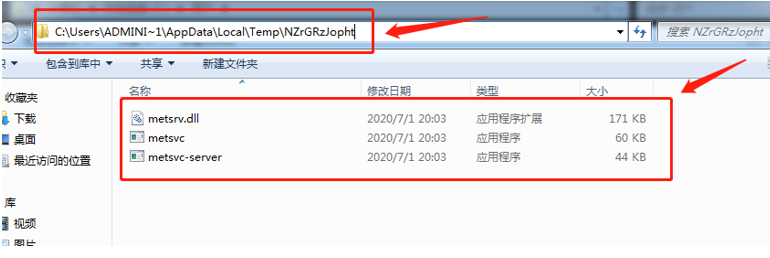 C:\Users\ADMINI~1\AppData\Local\Temp\NZrGRzJopht
搜索 NZrGRzJopht
包含到库中 共享 新建文件夹
名称 修改日期 类型 大小
收藏夹
下载
桌面
最近访问的位置
库
视频
图片
metsrv.dll 2020/7/1 20:03 应用程序扩展 171 KB
metsvc 2020/7/1 20:03 应用程序 60 KB
metsvc-server 2020/7/1 20:03 应用程序 44 KB